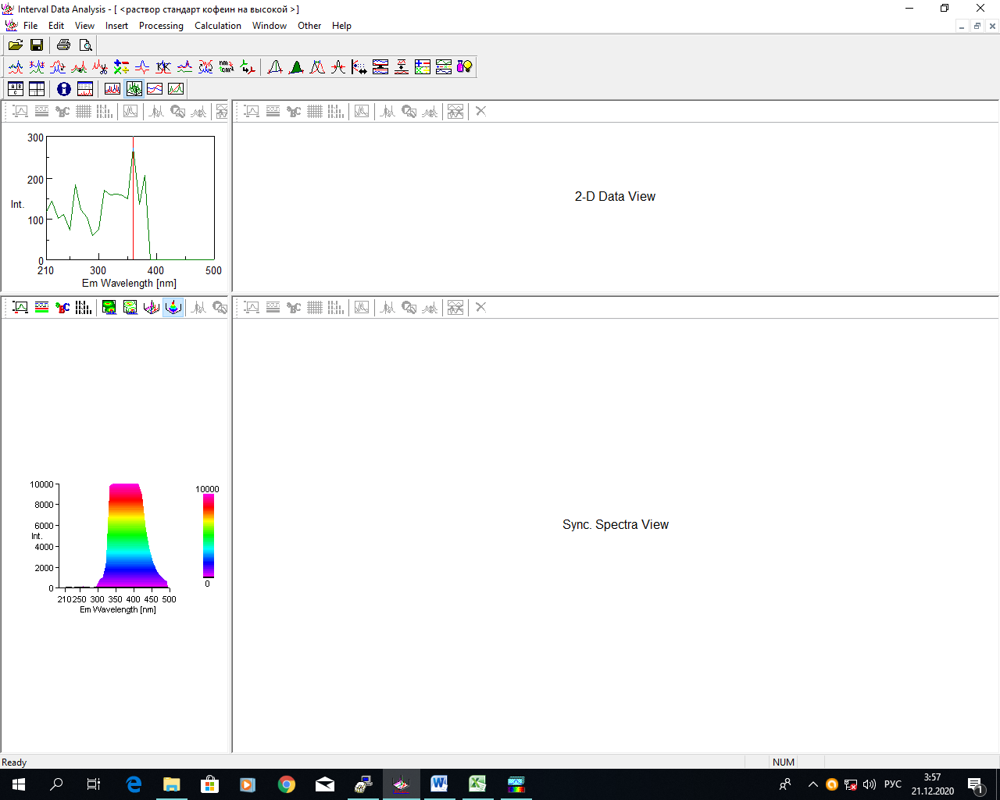 Interval Data Analysis - [ <раствор стандарт кофеин на высокой >]
File Edit View Insert Processing Calculation Window Other Help
300
200
Int.
100
0
210 300 400 500
Em Wavelength [nm]
2-D Data View
10000
8000
6000
Int.
4000
2000
0
210 250 300 350 400 450 500
Em Wavelength [nm]
10000
0
Sync. Spectra View
Ready
NUM
РУС
3:57
21.12.2020
1